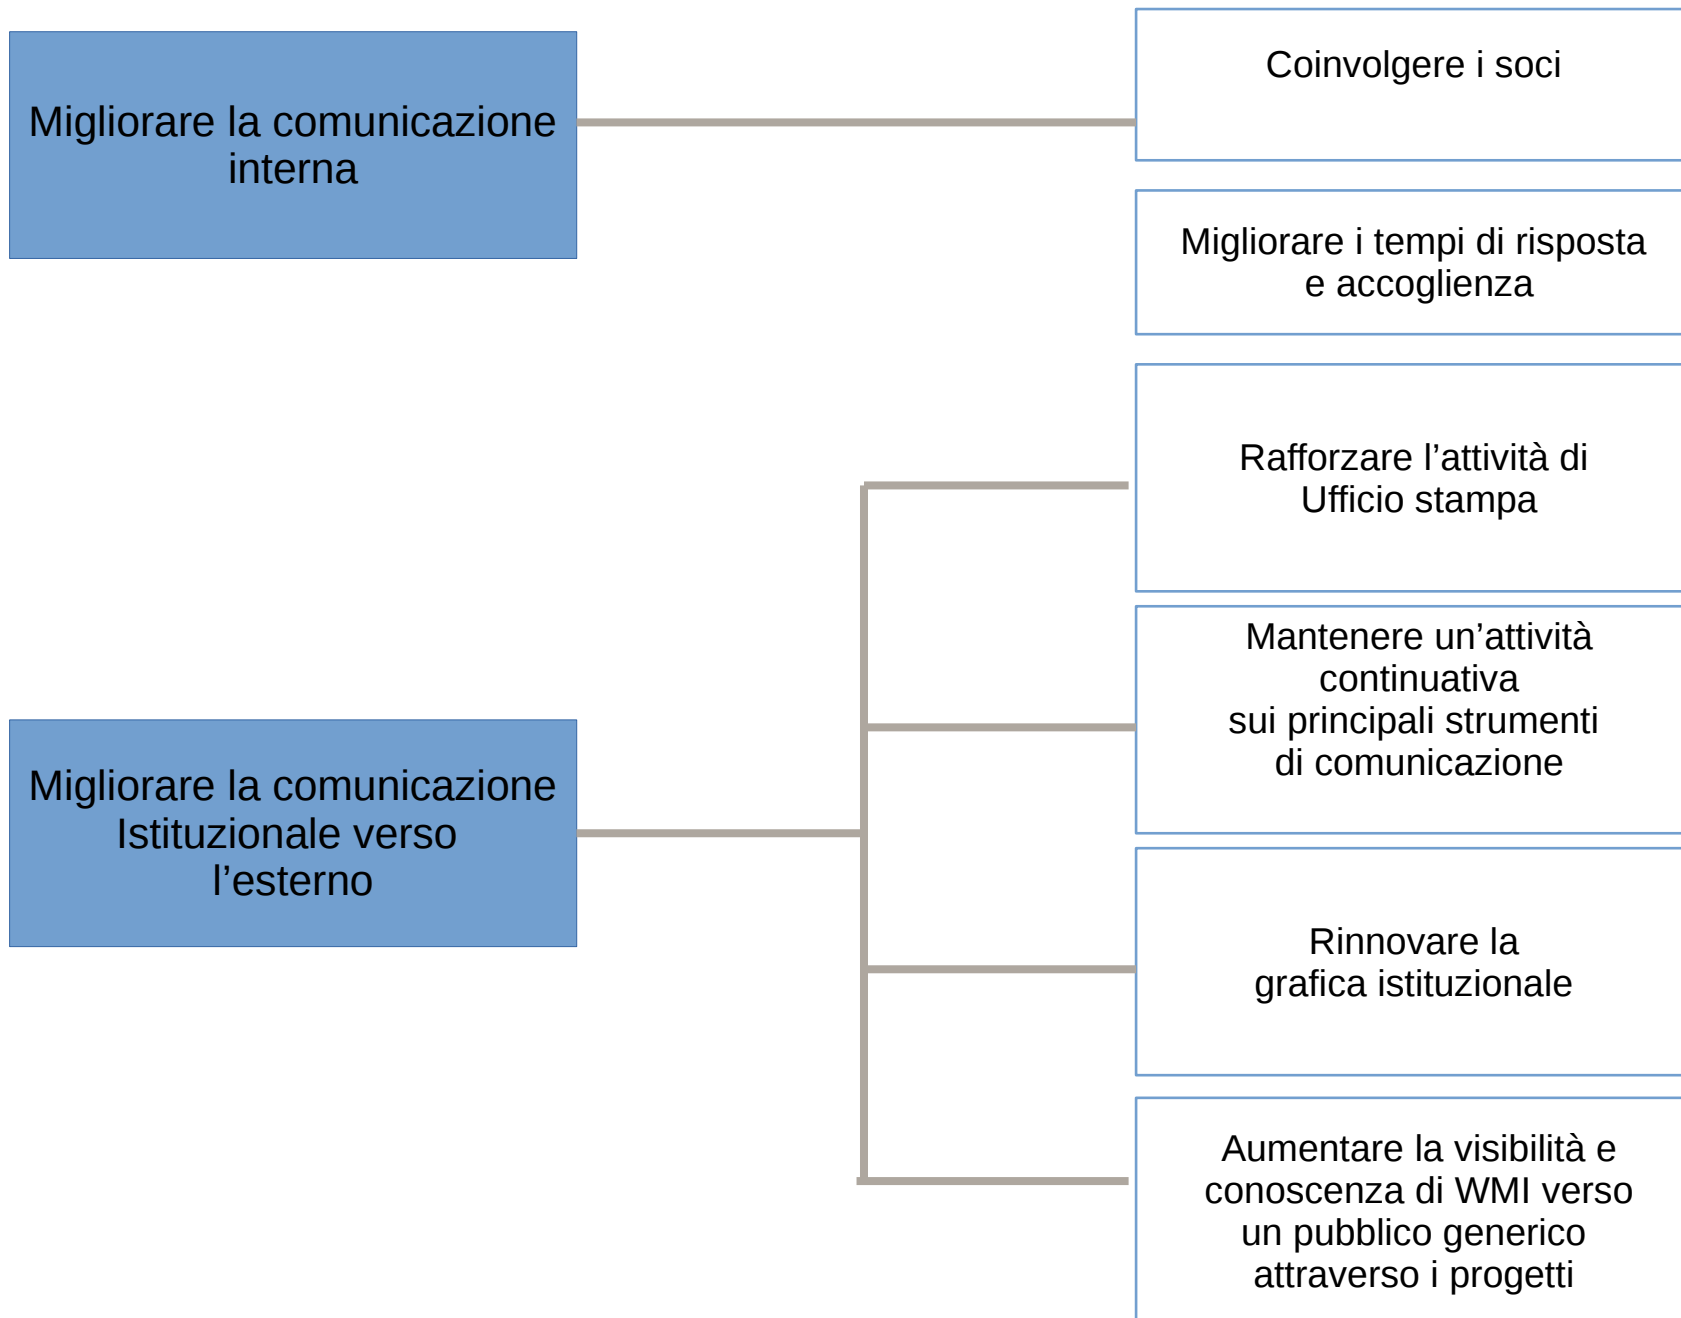 Migliorare la comunicazione
interna
Coinvolgere i soci
Migliorare i tempi di risposta
e accoglienza
Migliorare la comunicazione
Istituzionale verso
l’esterno
Rafforzare l’attività di
Ufficio stampa
Mantenere un’attività
continuativa
sui principali strumenti
di comunicazione
Rinnovare la
grafica istituzionale
Aumentare la visibilità e
conoscenza di WMI verso
un pubblico generico
attraverso i progetti